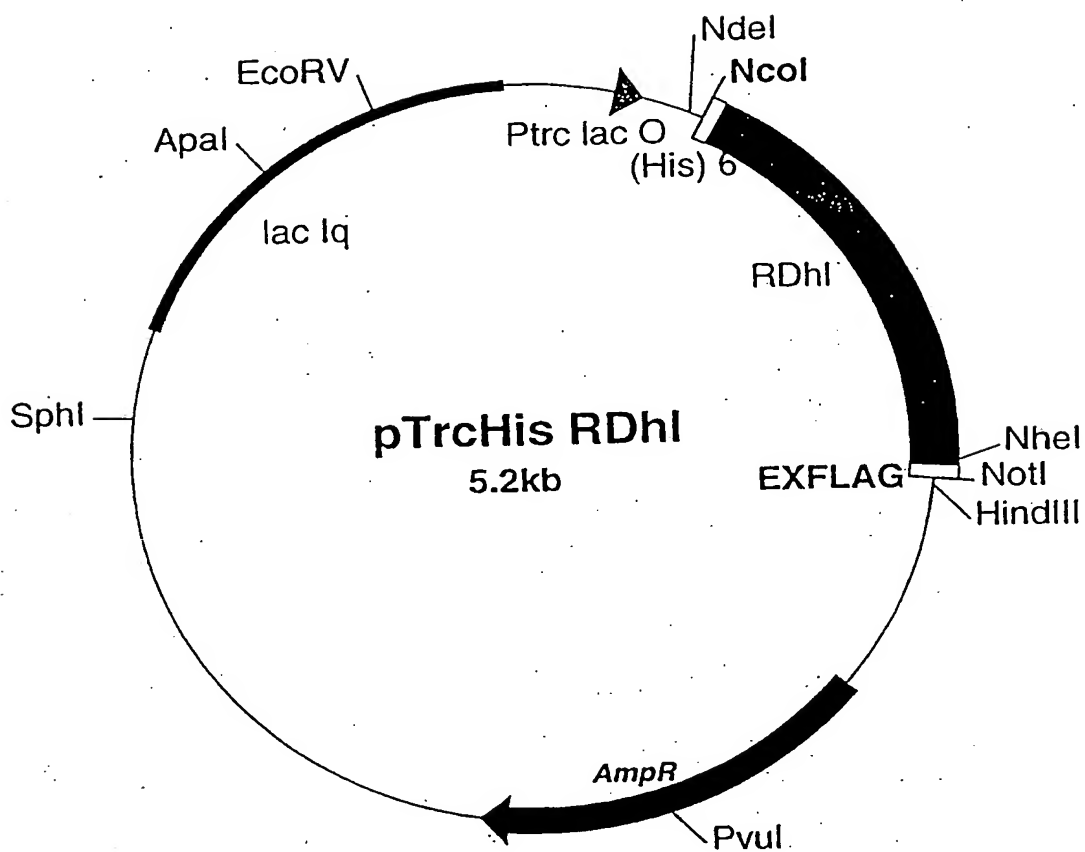 NdeI
NcoI
EcoRV
ApaI
Ptrc lac O
(His) 6
lac Iq
RDhI
SphI
pTrcHis RDhI
5.2kb
NheI
EXFLAG
NotI
HindIII
AmpR
PvuI